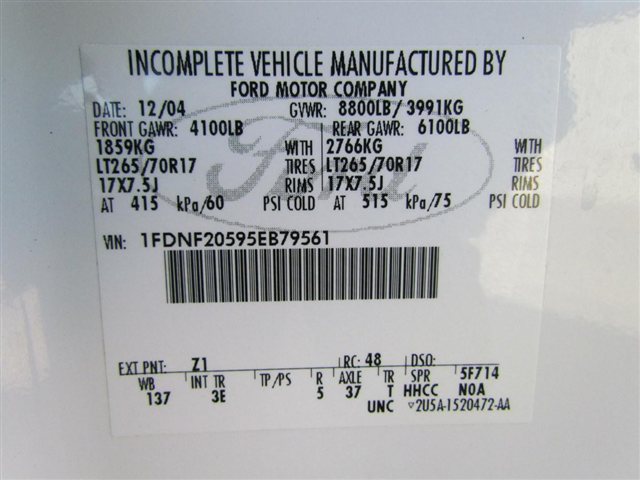 INCOMPLETE VEHICLE MANUFACTURED BY
FORD MOTOR COMPANY
DATE: 12/04 GVWR: 8800LB/ 3991KG
FRONT GAWR: 4100LB REAR GAWR: 6100LB
1859KG WITH 2766KG WITH
LT265/70R17 TIRES LT265/70R17 TIRES
17X7.5J RIMS 17X7.5J RIMS
AT 415 kPa/60 PSI COLD AT 515 kPa/75 PSI COLD
Ford
VIN: 1FDNF20595EB79561
EXT PNT: Z1 RC: 48 DSO:
WB INT TR TP/PS R AXLE TR SPR 5F714
137 3E 5 37 T HHCC NOA
UNC ▽2U5A-1520472-AA